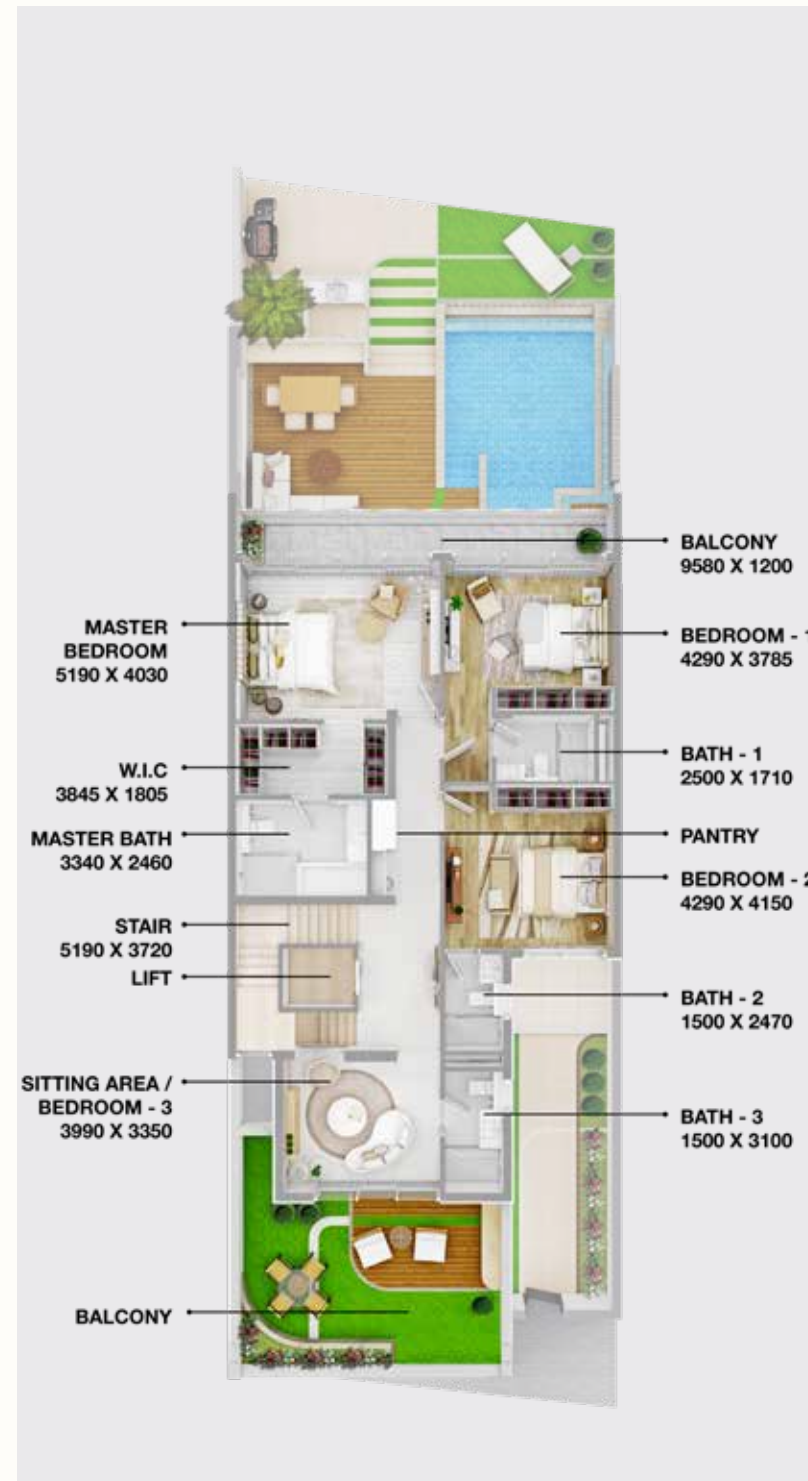 BALCONY
9580 X 1200
MASTER
BEDROOM
5190 X 4030
BEDROOM - 1
4290 X 3785
W.I.C
3845 X 1805
BATH - 1
2500 X 1710
MASTER BATH
3340 X 2460
PANTRY
BEDROOM - 2
4290 X 4150
STAIR
5190 X 3720
LIFT
BATH - 2
1500 X 2470
SITTING AREA /
BEDROOM - 3
3990 X 3350
BATH - 3
1500 X 3100
BALCONY